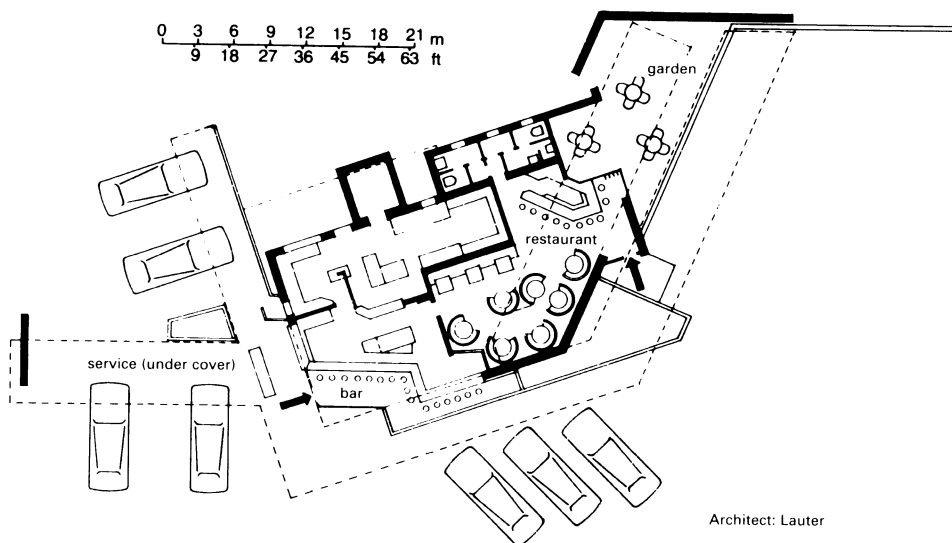 0 3 6 9 12 15 18 21 m
9 18 27 36 45 54 63 ft
garden
restaurant
service (under cover)
bar
Architect: Lauter